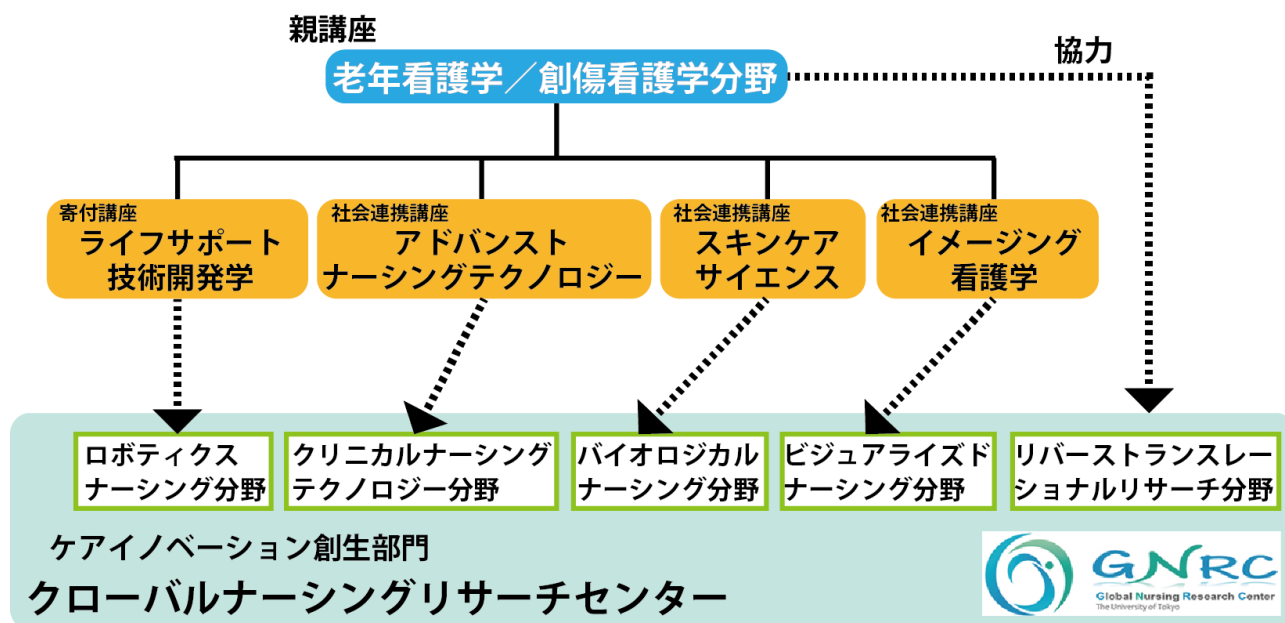 親講座
老年看護学／創傷看護学分野
協力
寄付講座
ライフサポート
技術開発学
社会連携講座
アドバンスト
ナーシングテクノロジー
社会連携講座
スキンケア
サイエンス
社会連携講座
イメージング
看護学
ロボティクス
ナーシング分野
クリニカルナーシング
テクノロジー分野
バイオロジカル
ナーシング分野
ビジュアライズド
ナーシング分野
リバーストランスレー
ショナルリサーチ分野
ケアイノベーション創生部門
クローバルナーシングリサーチセンター
GNRC
Global Nursing Research Center
The University of Tokyo